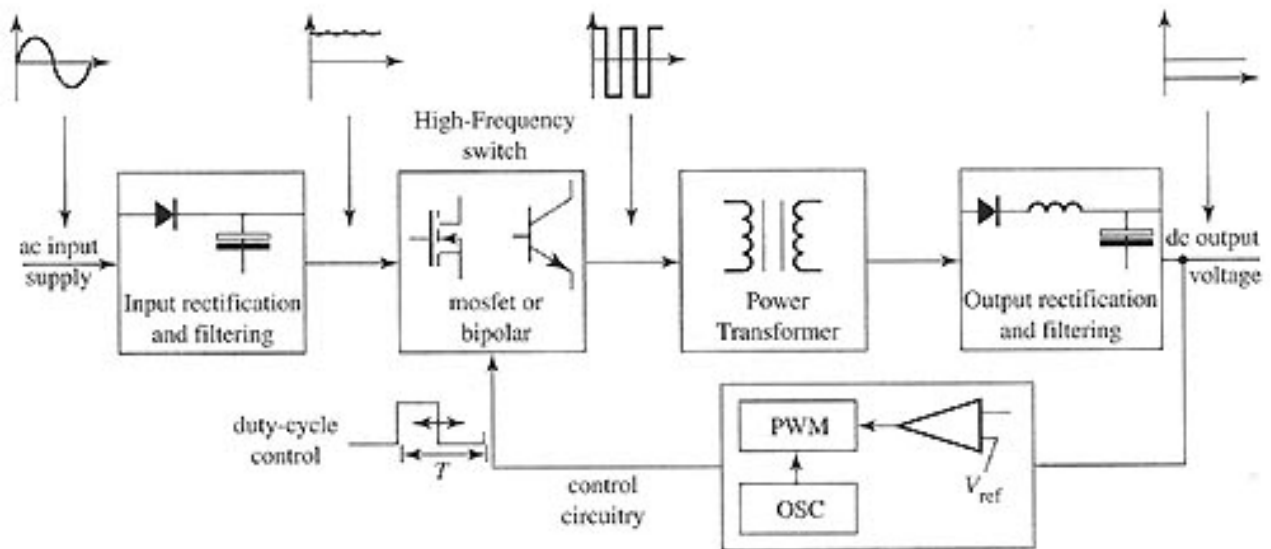 High-Frequency
switch
ac input
supply
Input rectification
and filtering
mosfet or
bipolar
Power
Transformer
Output rectification
and filtering
dc output
voltage
duty-cycle
control
T
control
circuitry
PWM
OSC
Vref